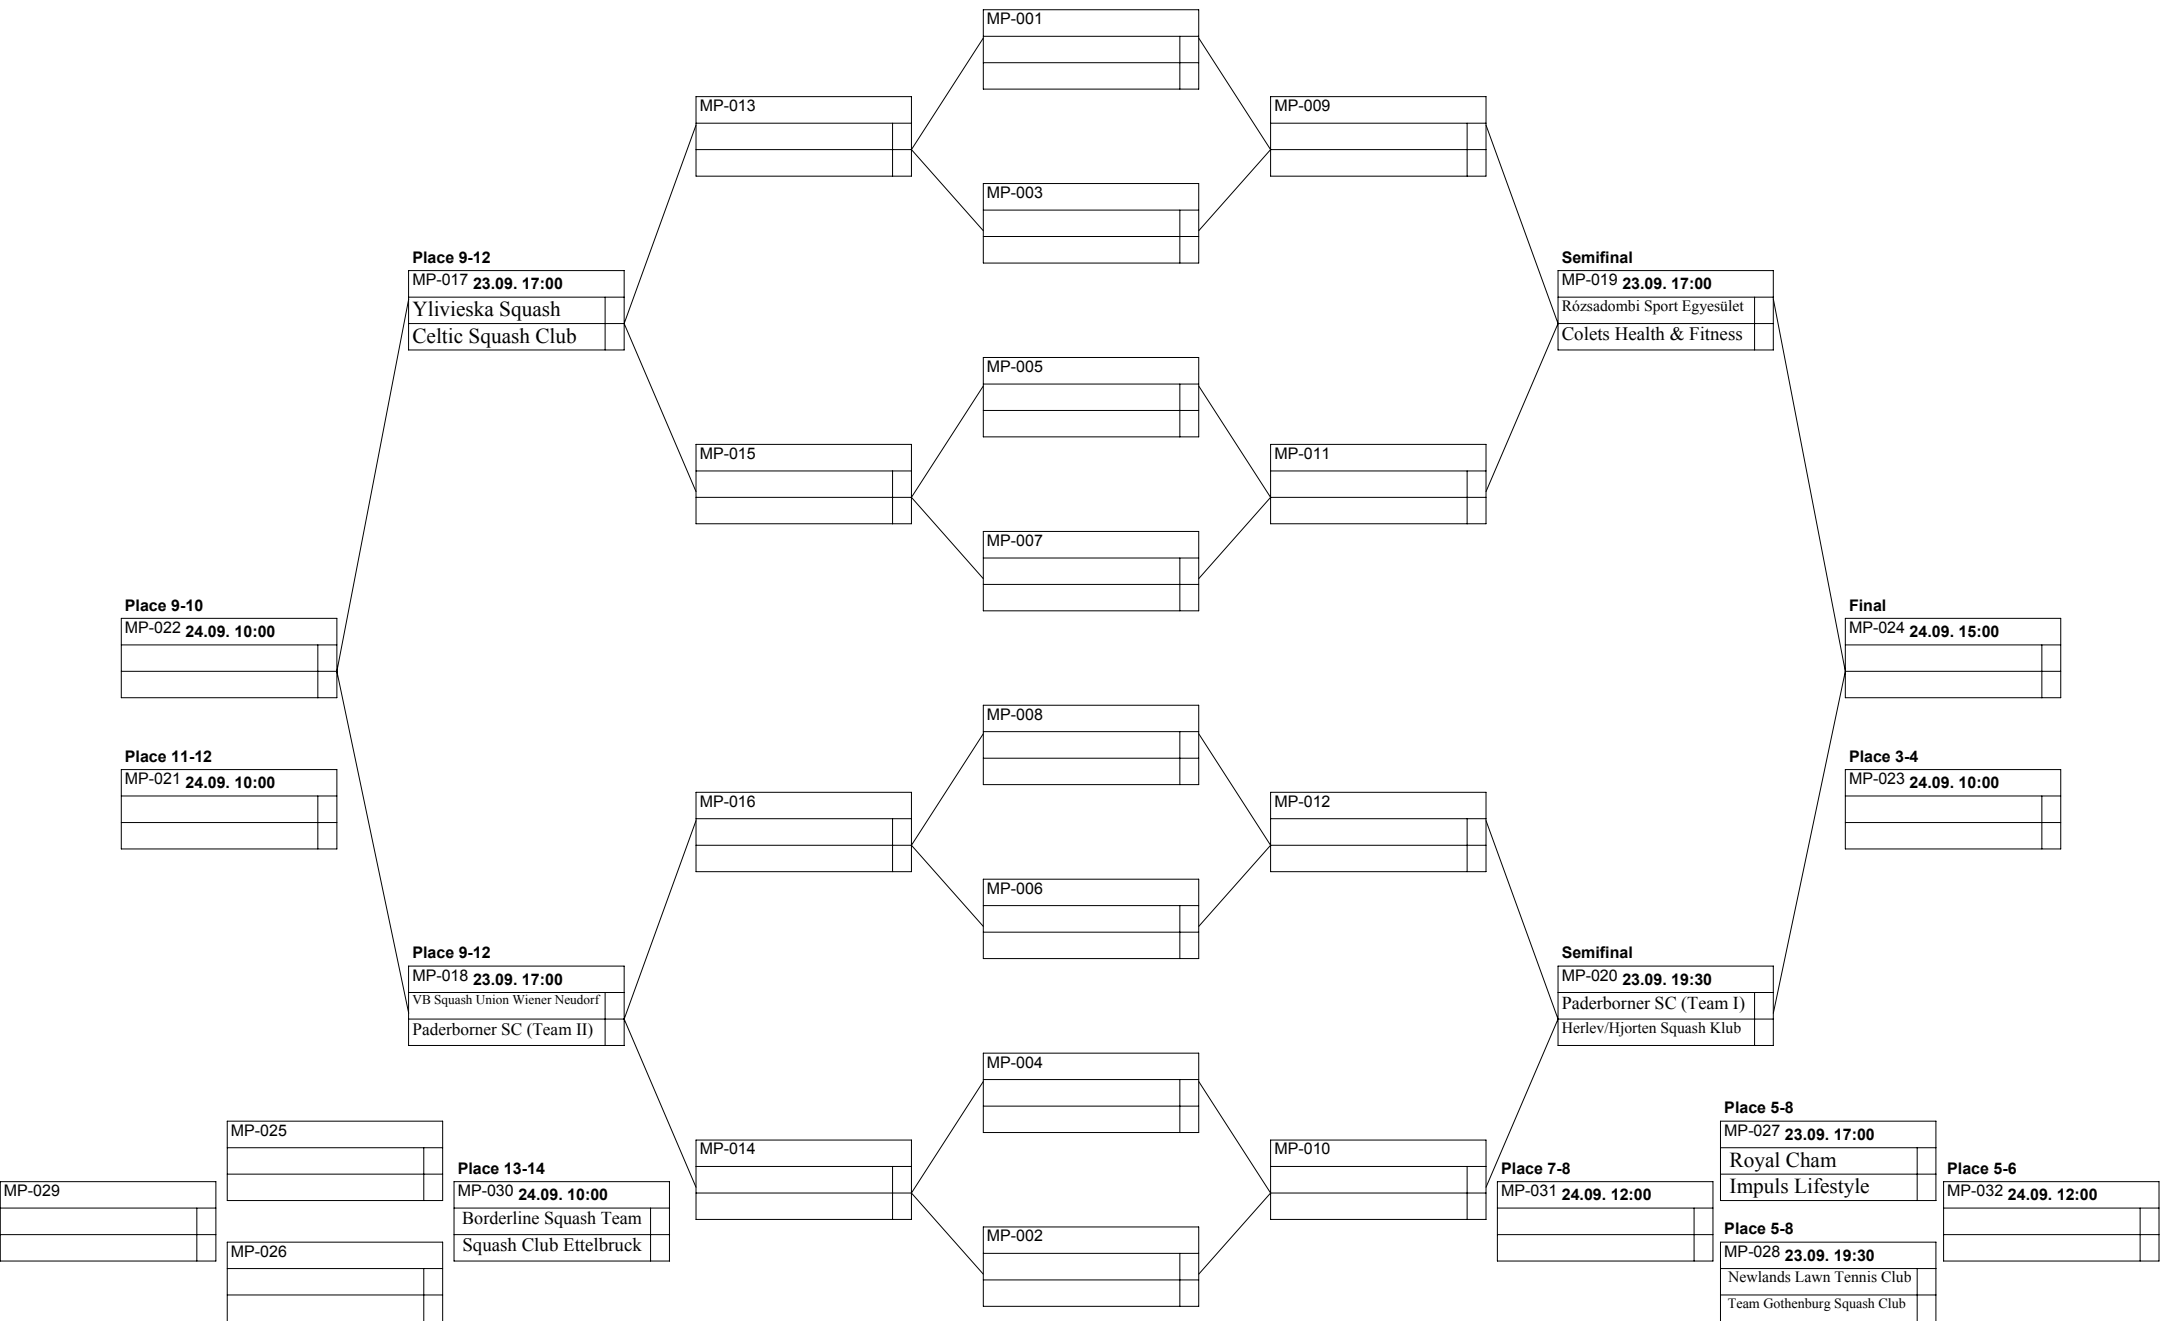 MP-001
MP-013
MP-009
MP-003
Place 9-12
MP-017 23.09. 17:00
Ylivieska Squash
Celtic Squash Club
Semifinal
MP-019 23.09. 17:00
Rózsadombi Sport Egyesület
Colets Health & Fitness
MP-005
MP-015
MP-011
MP-007
Place 9-10
MP-022 24.09. 10:00
Final
MP-024 24.09. 15:00
MP-008
Place 11-12
MP-021 24.09. 10:00
Place 3-4
MP-023 24.09. 10:00
MP-016
MP-012
MP-006
Place 9-12
MP-018 23.09. 17:00
VB Squash Union Wiener Neudorf
Paderborner SC (Team II)
Semifinal
MP-020 23.09. 19:30
Paderborner SC (Team I)
Herlev/Hjorten Squash Klub
MP-004
MP-025
MP-014
MP-010
Place 5-8
MP-027 23.09. 17:00
Royal Cham
Impuls Lifestyle
MP-029
Place 13-14
MP-030 24.09. 10:00
Borderline Squash Team
Squash Club Ettelbruck
Place 7-8
MP-031 24.09. 12:00
Place 5-6
MP-032 24.09. 12:00
MP-026
MP-002
Place 5-8
MP-028 23.09. 19:30
Newlands Lawn Tennis Club
Team Gothenburg Squash Club